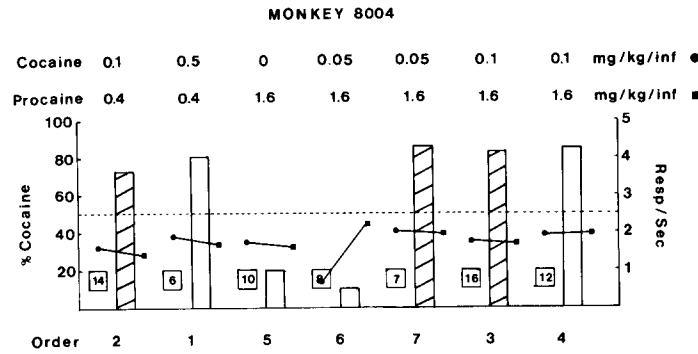 MONKEY 8004
Cocaine 0.1 0.5 0 0.05 0.05 0.1 0.1 mg/kg/inf
Procaine 0.4 0.4 1.6 1.6 1.6 1.6 1.6 mg/kg/inf
100
80
60
40
20
% Cocaine
5
4
3
2
1
Resp/Sec
14 6 10 8 7 16 12
Order 2 1 5 6 7 3 4